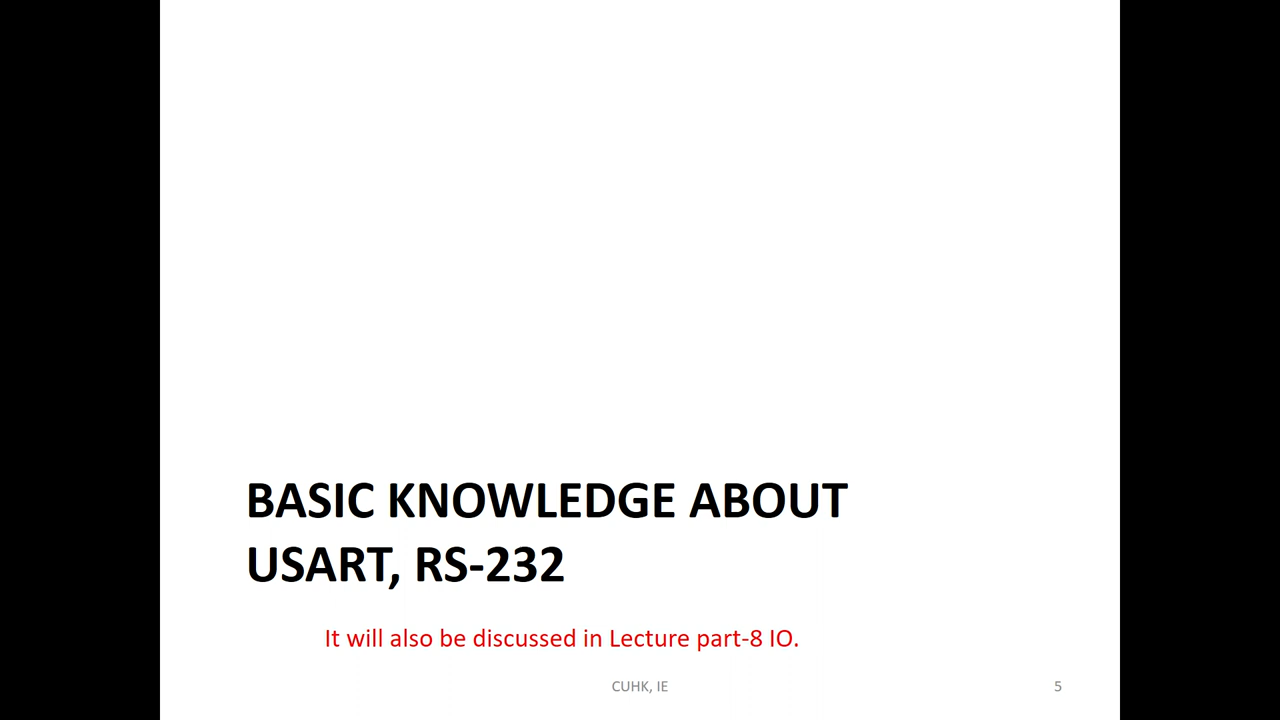 BASIC KNOWLEDGE ABOUT
USART, RS-232
It will also be discussed in Lecture part-8 IO.
CUHK, IE
5